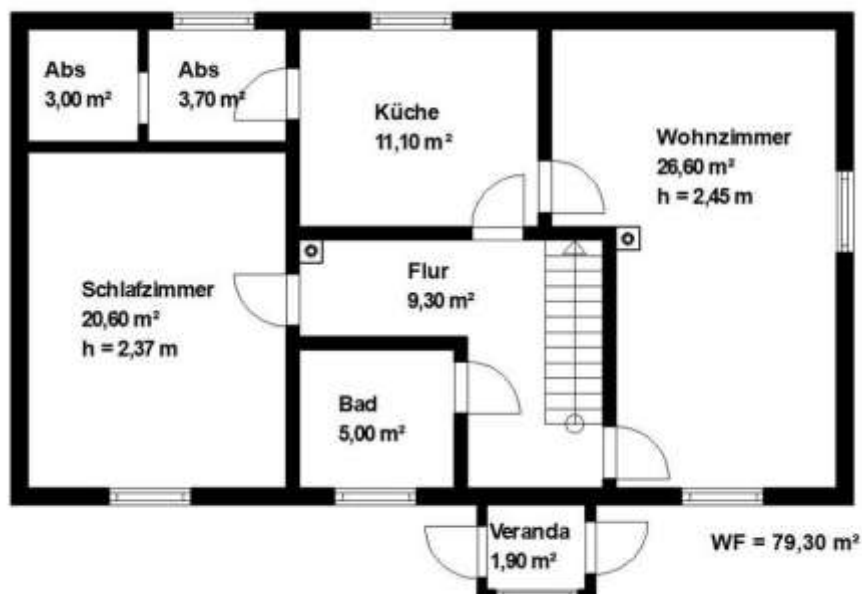 Abs
3,00 m²
Abs
3,70 m²
Küche
11,10 m²
Wohnzimmer
26,60 m²
h = 2,45 m
Flur
9,30 m²
Schlafzimmer
20,60 m²
h = 2,37 m
Bad
5,00 m²
Veranda
1,90 m²
WF = 79,30 m²